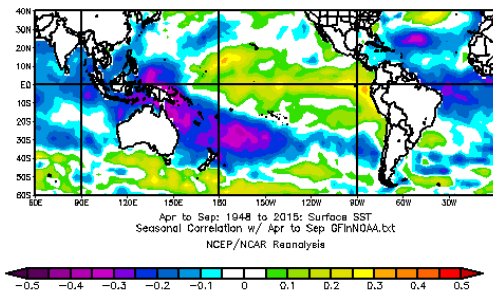 40N
30N
20N
10N
EQ
10S
20S
30S
40S
50S
60S
60E 90E 120E 150E 180 150W 120W 90W 60W
Apr to Sep: 1948 to 2015: Surface SST
Seasonal Correlation w/ Apr to Sep GFInNOAA.txt
NCEP/NCAR Reanalysis
-0.5 -0.4 -0.3 -0.2 -0.1 0 0.1 0.2 0.3 0.4 0.5